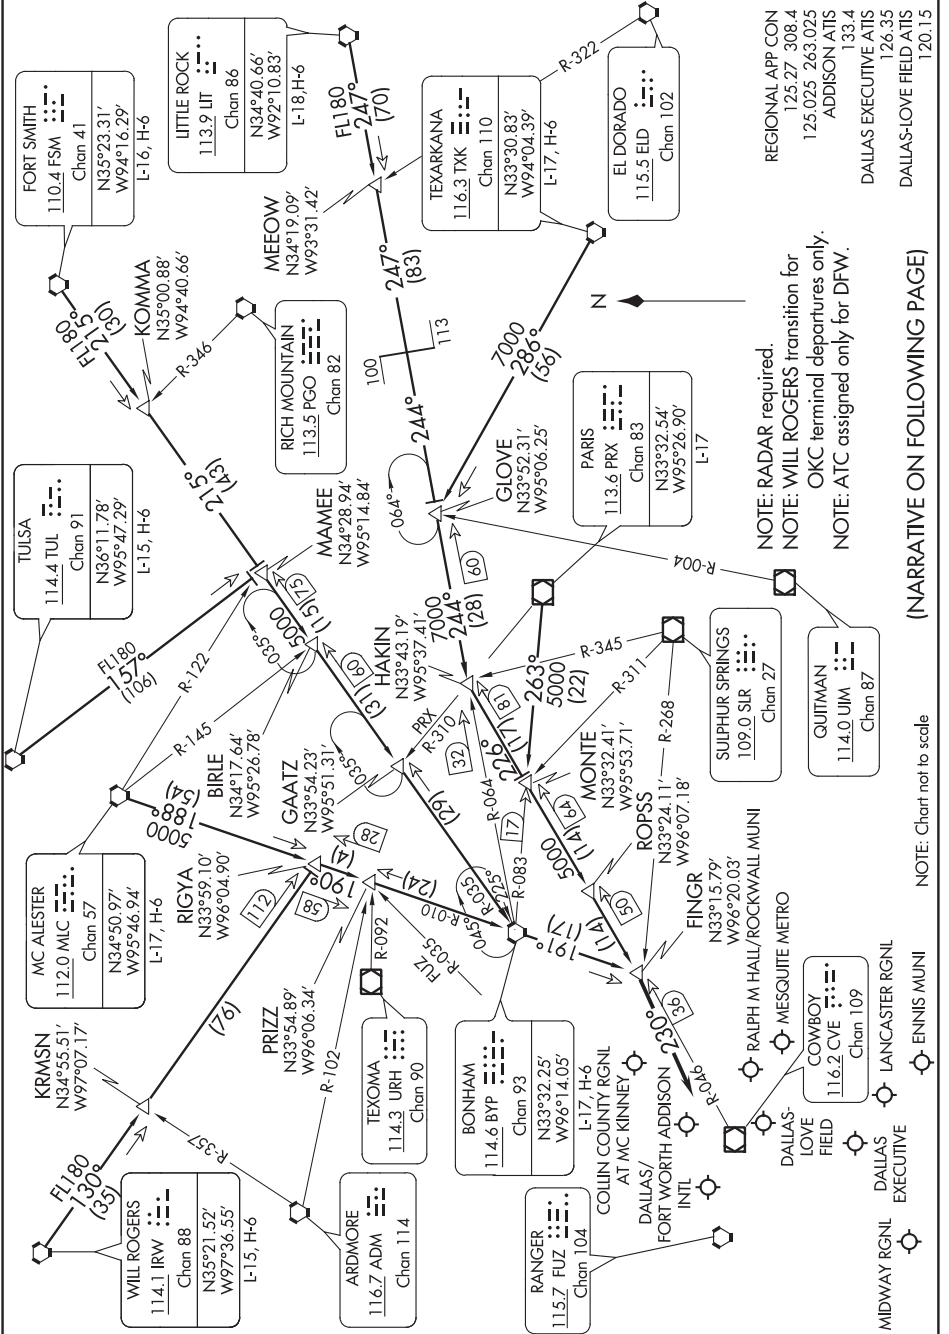 FORT SMITH
110.4 FSM
Chan 41
N35°23.31′
W94°16.29′
L-16, H-6
LITTLE ROCK
113.9 LIT
Chan 86
N34°40.66′
W92°10.83′
L-18, H-6
TULSA
114.4 TUL
Chan 91
N36°11.78′
W95°47.29′
L-15, H-6
FL180
215°
(30)
KOMMA
N35°00.88′
W94°40.66′
R-346
RICH MOUNTAIN
113.5 PGO
Chan 82
FL180
247°
(70)
MEEOW
N34°19.09′
W93°31.42′
R-322
TEXARKANA
116.3 TXK
Chan 110
N33°30.83′
W94°04.39′
L-17, H-6
EL DORADO
115.5 ELD
Chan 102
REGIONAL APP CON
125.27 308.4
125.025 263.025
ADDISON ATIS
133.4
DALLAS EXECUTIVE ATIS
126.35
DALLAS-LOVE FIELD ATIS
120.15
215°
(43)
247°
(83)
100
113
244°
7000
286°
(56)
N
FL180
157°
(106)
R-122
R-145
MAMEE
N34°28.94′
W95°14.84′
5000
(15)
75
035°
064°
GLOVE
N33°52.31′
W95°06.25′
60
PARIS
113.6 PRX
Chan 83
N33°32.54′
W95°26.90′
L-17
NOTE: RADAR required.
NOTE: WILL ROGERS transition for
OKC terminal departures only.
NOTE: ATC assigned only for DFW.
(NARRATIVE ON FOLLOWING PAGE)
MC ALESTER
112.0 MLC
Chan 57
N34°50.97′
W95°46.94′
L-17, H-6
5000
188°
(54)
BIRLE
N34°17.64′
W95°26.78′
60
(31)
035°
HAKIN
N33°43.19′
W95°37.41′
7000
244°
(28)
263°
5000
(22)
R-004
R-345
R-311
R-268
SULPHUR SPRINGS
109.0 SLR
Chan 27
QUITMAN
114.0 UIM
Chan 87
GAATZ
N33°54.23′
W95°51.31′
PRX
R-310
32
81
226°
(17)
R-064
17
R-083
(29)
R-035
225°
045°
MONTE
N33°32.41′
W95°53.71′
64
(14)
5000
ROPSS
N33°24.11′
W96°07.18′
50
(14)
RIGYA
N33°59.10′
W96°04.90′
112
58
28
190°
(4)
(24)
R-010
FUZ
R-035
R-092
PRIZZ
N33°54.89′
W96°06.34′
R-102
191°
(17)
FINGR
N33°15.79′
W96°20.03′
230°
36
R-046
KRMSN
N34°55.51′
W97°07.17′
(76)
FL180
130°
(35)
R-357
WILL ROGERS
114.1 IRW
Chan 88
N35°21.52′
W97°36.55′
L-15, H-6
ARDMORE
116.7 ADM
Chan 114
TEXOMA
114.3 URH
Chan 90
BONHAM
114.6 BYP
Chan 93
N33°32.25′
W96°14.05′
L-17, H-6
RANGER
115.7 FUZ
Chan 104
COWBOY
116.2 CVE
Chan 109
COLLIN COUNTY RGNL
AT MC KINNEY
DALLAS/
FORT WORTH
INTL
ADDISON
RALPH M HALL/ROCKWALL MUNI
MESQUITE METRO
DALLAS-
LOVE
FIELD
DALLAS
EXECUTIVE
LANCASTER RGNL
ENNIS MUNI
MIDWAY RGNL
NOTE: Chart not to scale